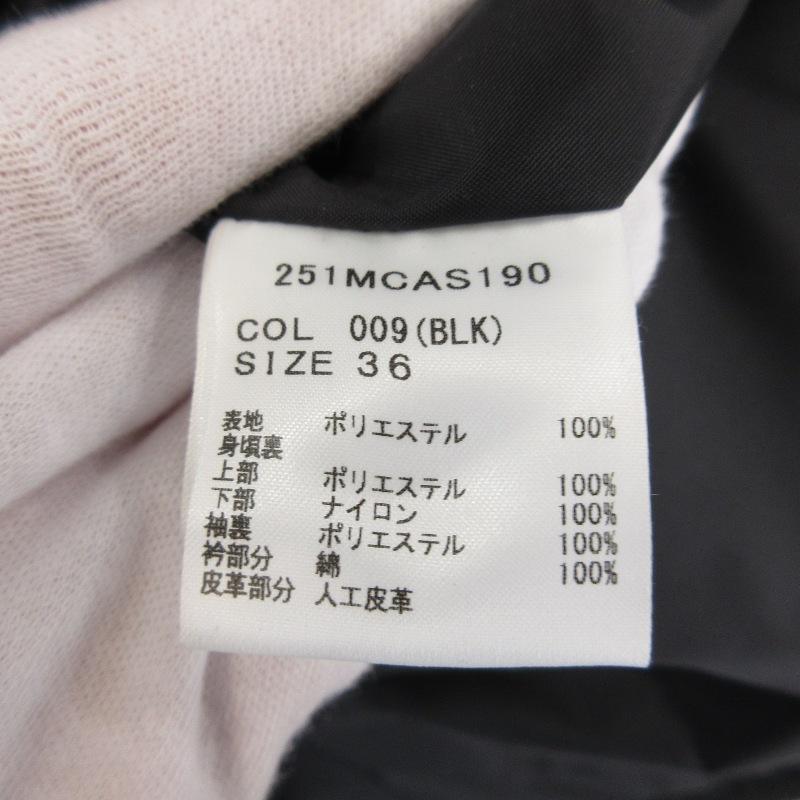 251MCAS190
COL 009(BLK)
SIZE 36
表地 ポリエステル 100%
身頃裏
上部 ポリエステル 100%
下部 ナイロン 100%
袖裏 ポリエステル 100%
衿部分 綿 100%
皮革部分 人工皮革